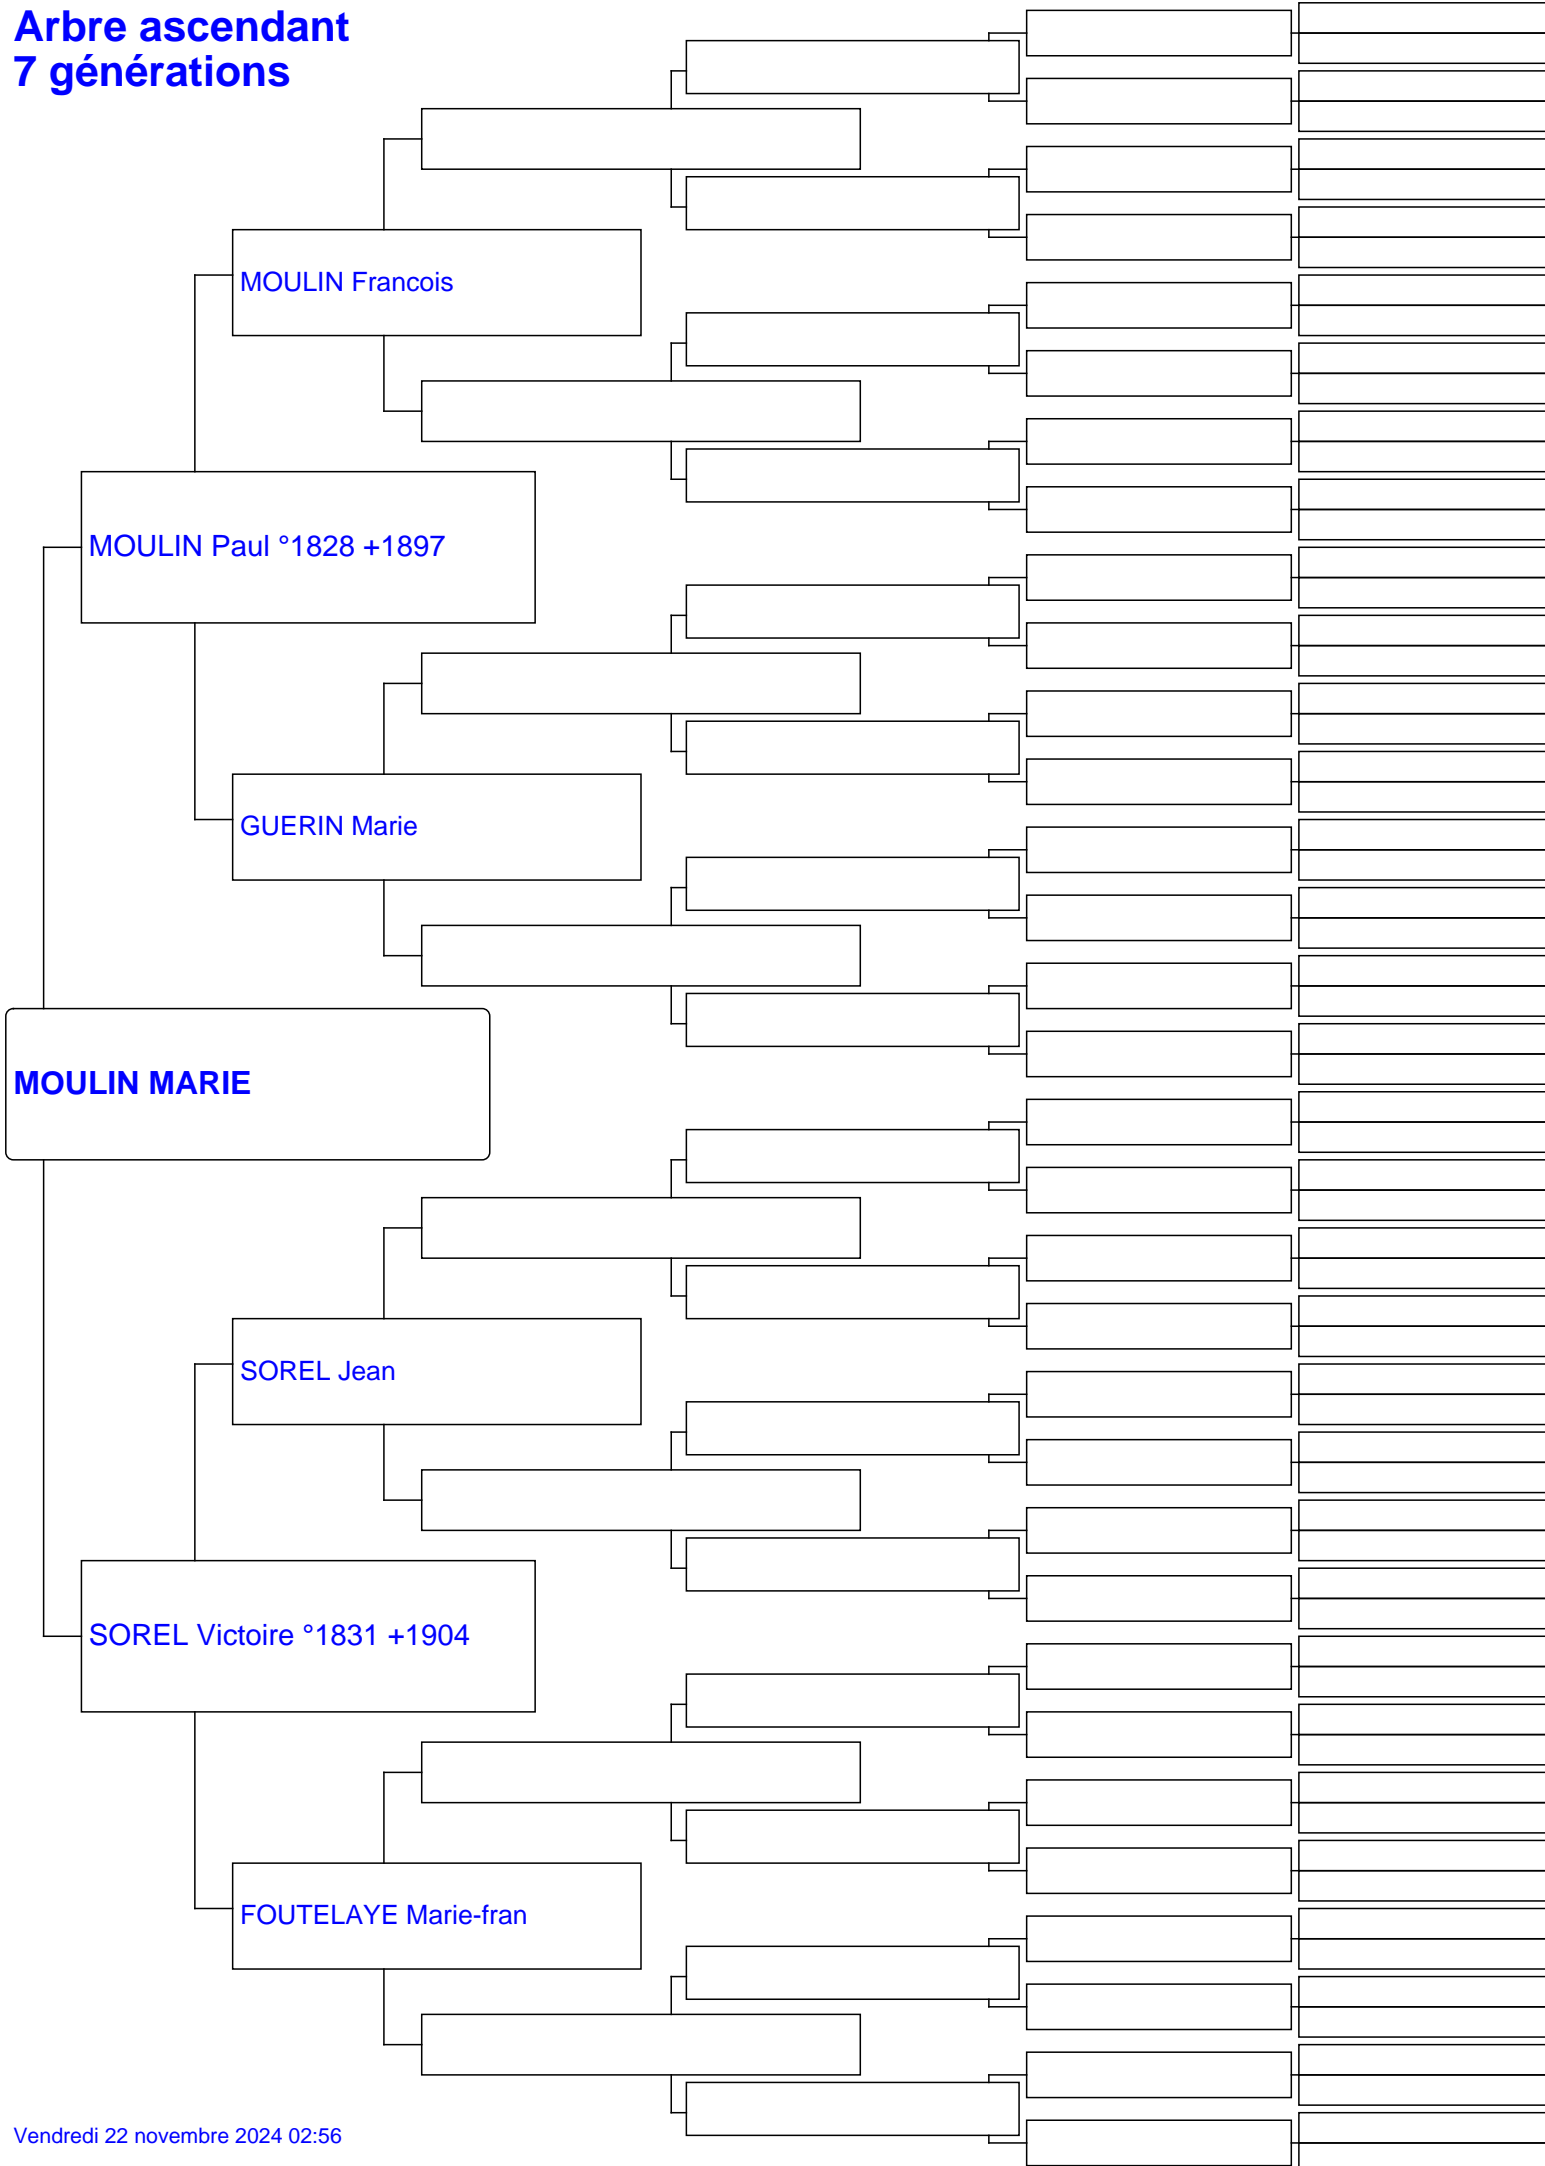 Arbre ascendant
7 générations
MOULIN Francois
MOULIN Paul °1828 +1897
GUERIN Marie
MOULIN MARIE
SOREL Jean
SOREL Victoire °1831 +1904
FOUTELAYE Marie-fran
Vendredi 22 novembre 2024 02:56